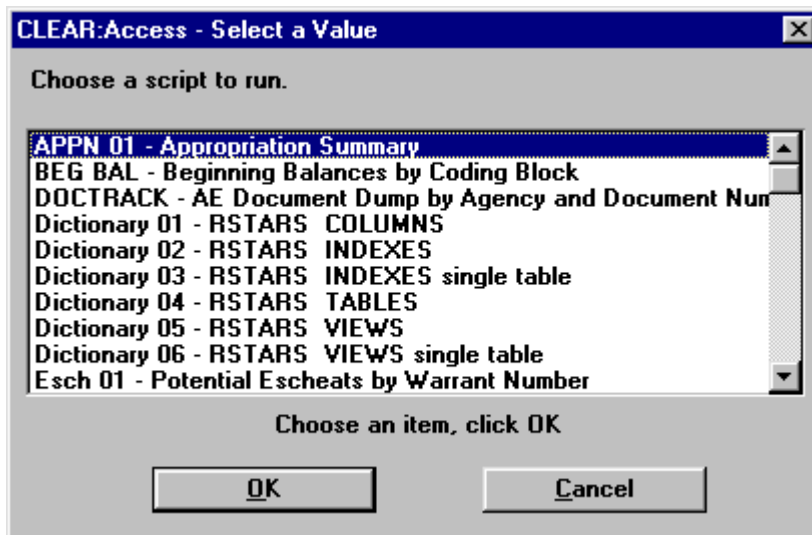 CLEAR:Access - Select a Value
Choose a script to run.
APPN 01 - Appropriation Summary
BEG BAL - Beginning Balances by Coding Block
DOCTRACK - AE Document Dump by Agency and Document Num
Dictionary 01 - RSTARS  COLUMNS
Dictionary 02 - RSTARS  INDEXES
Dictionary 03 - RSTARS  INDEXES single table
Dictionary 04 - RSTARS  TABLES
Dictionary 05 - RSTARS  VIEWS
Dictionary 06 - RSTARS  VIEWS single table
Esch 01 - Potential Escheats by Warrant Number
Choose an item, click OK
OK Cancel